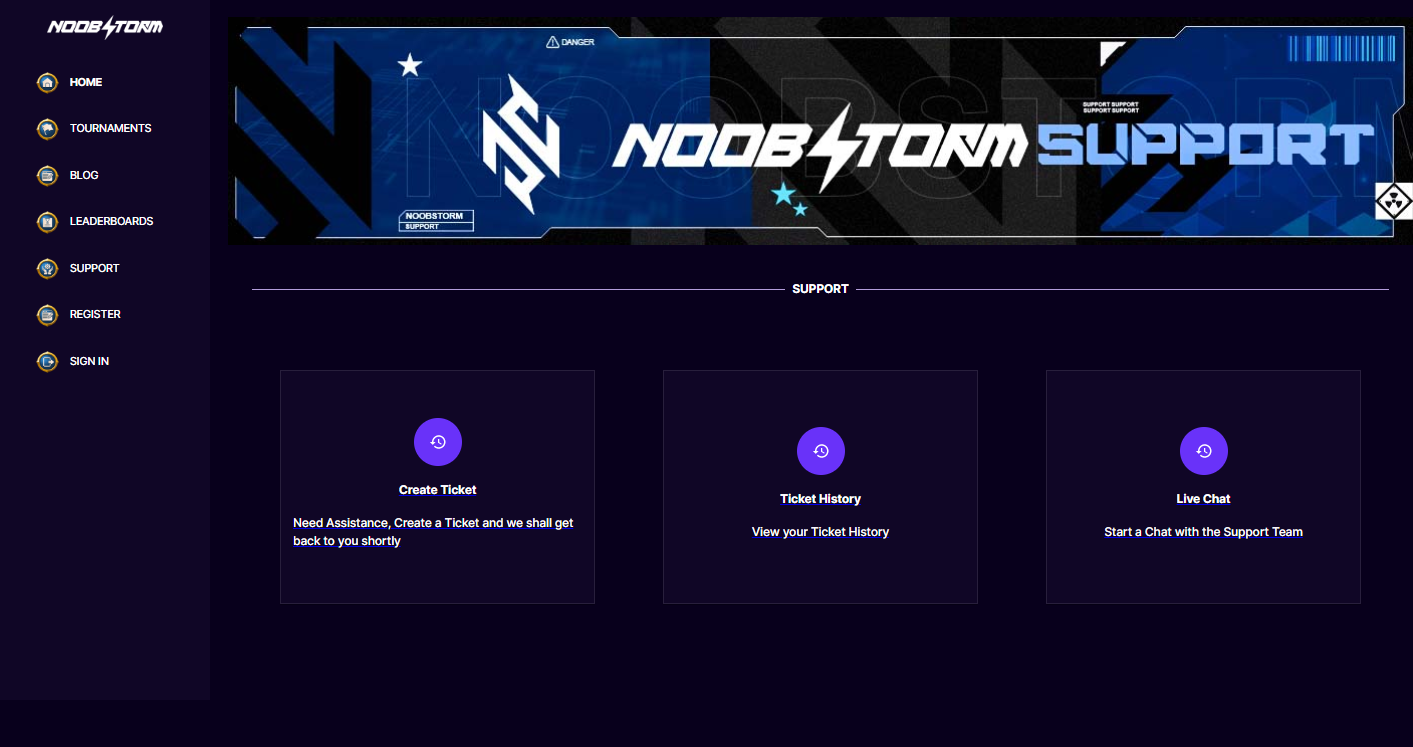 NOOBSTORM
HOME
TOURNAMENTS
BLOG
LEADERBOARDS
SUPPORT
REGISTER
SIGN IN
DANGER
NOOBSTORM
SUPPORT SUPPORT
SUPPORT SUPPORT
NOOBSTORM SUPPORT
NOOBSTORM
SUPPORT
SUPPORT
Create Ticket
Need Assistance, Create a Ticket and we shall get
back to you shortly
Ticket History
View your Ticket History
Live Chat
Start a Chat with the Support Team